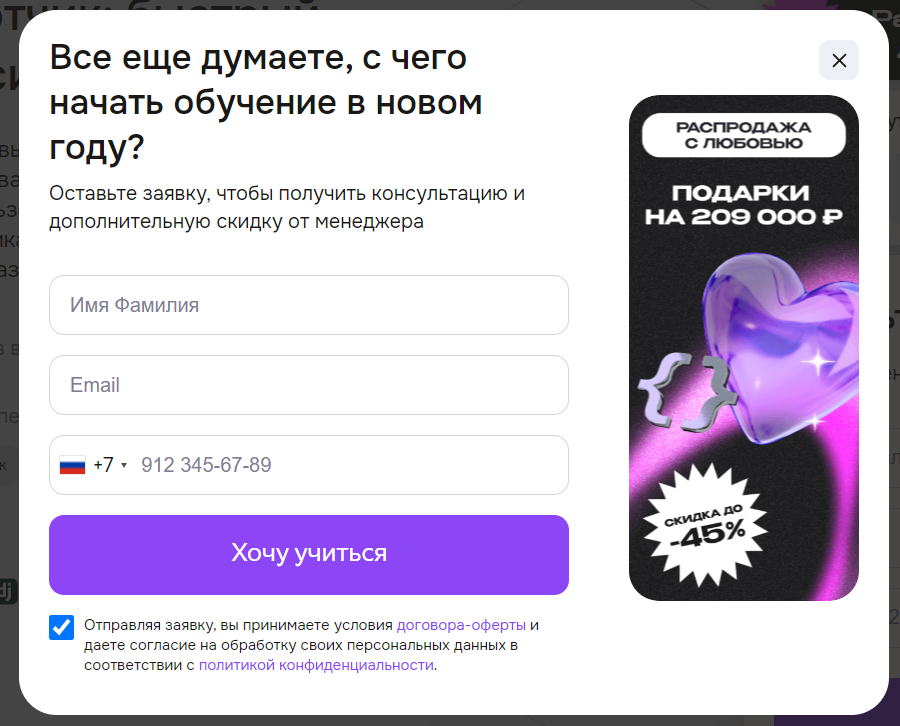 Все еще думаете, с чего
начать обучение в новом
году?
Оставьте заявку, чтобы получить консультацию и
дополнительную скидку от менеджера
Имя Фамилия
Email
+7 912 345-67-89
Хочу учиться
Отправляя заявку, вы принимаете условия договора-оферты и
даете согласие на обработку своих персональных данных в
соответствии с политикой конфиденциальности.
РАСПРОДАЖА
С ЛЮБОВЬЮ
ПОДАРКИ
НА 209 000 ₽
{ }
СКИДКА ДО
-45%